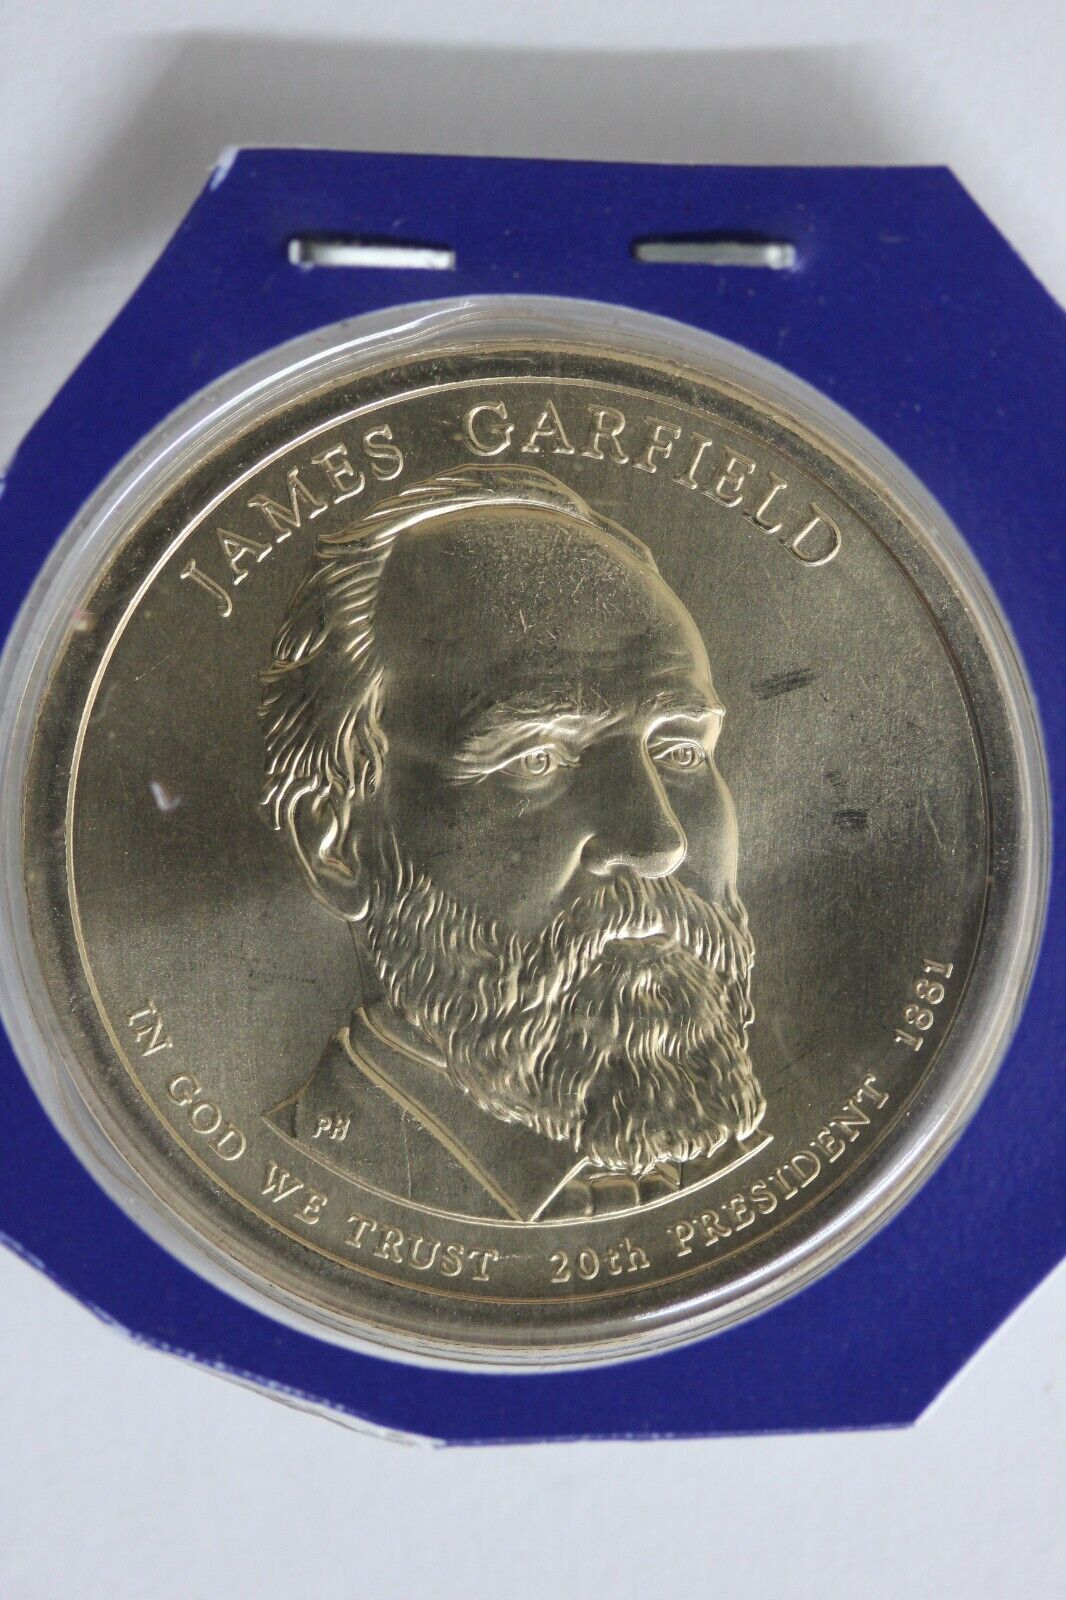 JAMES GARFIELD
PH
IN GOD WE TRUST 20th PRESIDENT 1881